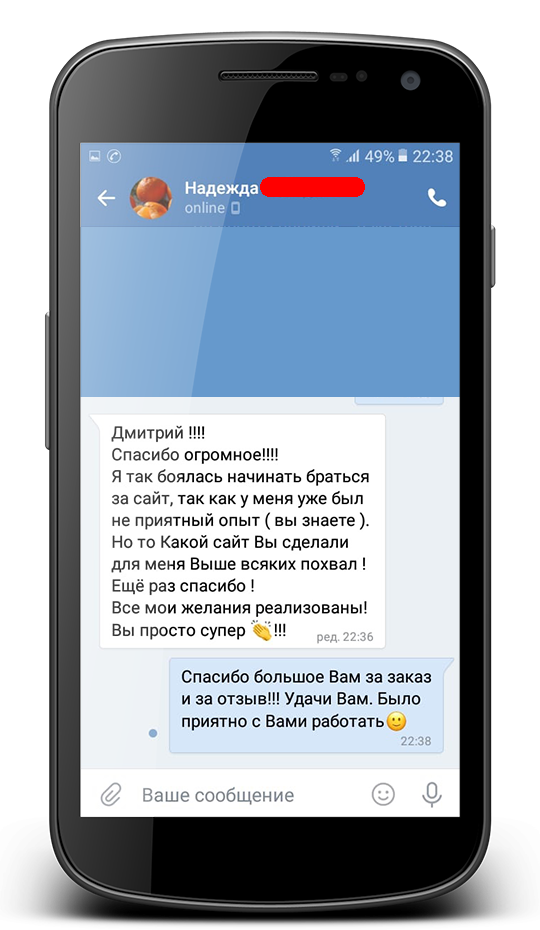 49% 22:38
Надежда
online
Дмитрий !!!!
Спасибо огромное!!!!
Я так боялась начинать браться
за сайт, так как у меня уже был
не приятный опыт ( вы знаете ).
Но то Какой сайт Вы сделали
для меня Выше всяких похвал !
Ещё раз спасибо !
Все мои желания реализованы!
Вы просто супер 👏!!!
ред. 22:36
Спасибо большое Вам за заказ
и за отзыв!!! Удачи Вам. Было
приятно с Вами работать🙂
22:38
Ваше сообщение